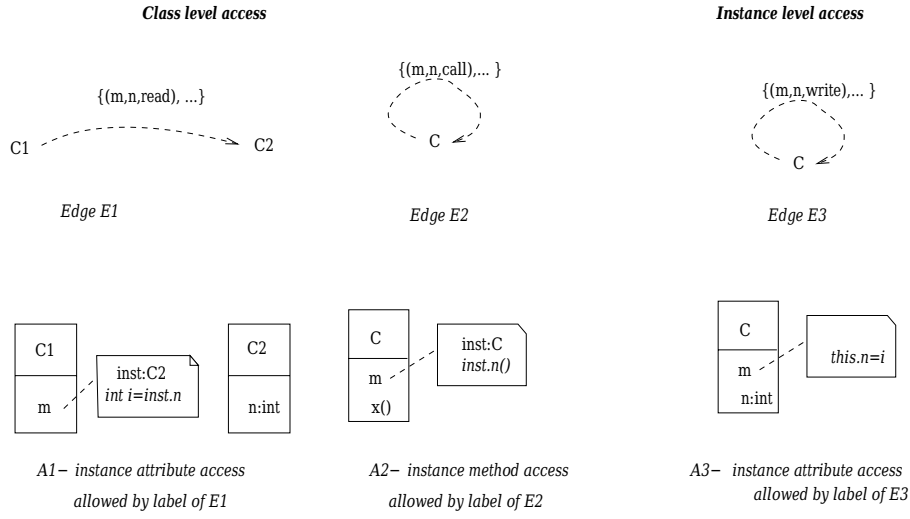 Class level access
Instance level access
{(m,n,read), ...}
C1
C2
Edge E1
{(m,n,call),... }
C
Edge E2
{(m,n,write),... }
C
Edge E3
C1
m
inst:C2
int i=inst.n
C2
n:int
A1− instance attribute access
allowed by label of E1
C
m
x()
inst:C
inst.n()
A2− instance method access
allowed by label of E2
C
m
n:int
this.n=i
A3− instance attribute access
allowed by label of E3